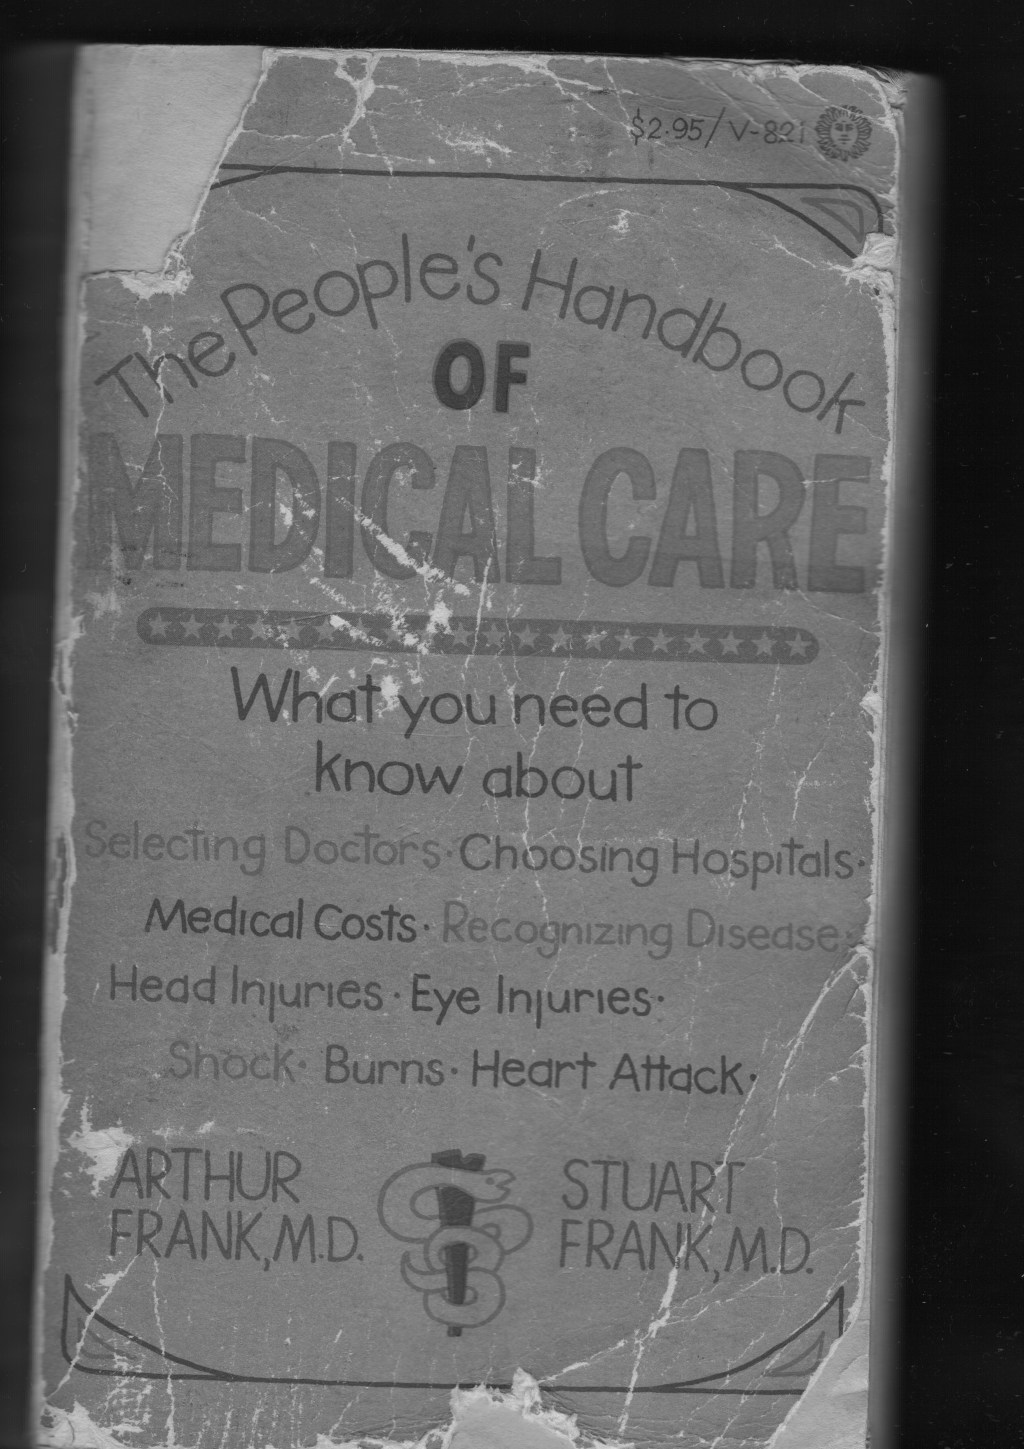 $2.95/V-821
The People's Handbook
OF
MEDICAL CARE
What you need to
know about
Selecting Doctors · Choosing Hospitals ·
Medical Costs · Recognizing Disease ·
Head Injuries · Eye Injuries ·
Shock · Burns · Heart Attack ·
ARTHUR
FRANK, M.D.
STUART
FRANK, M.D.